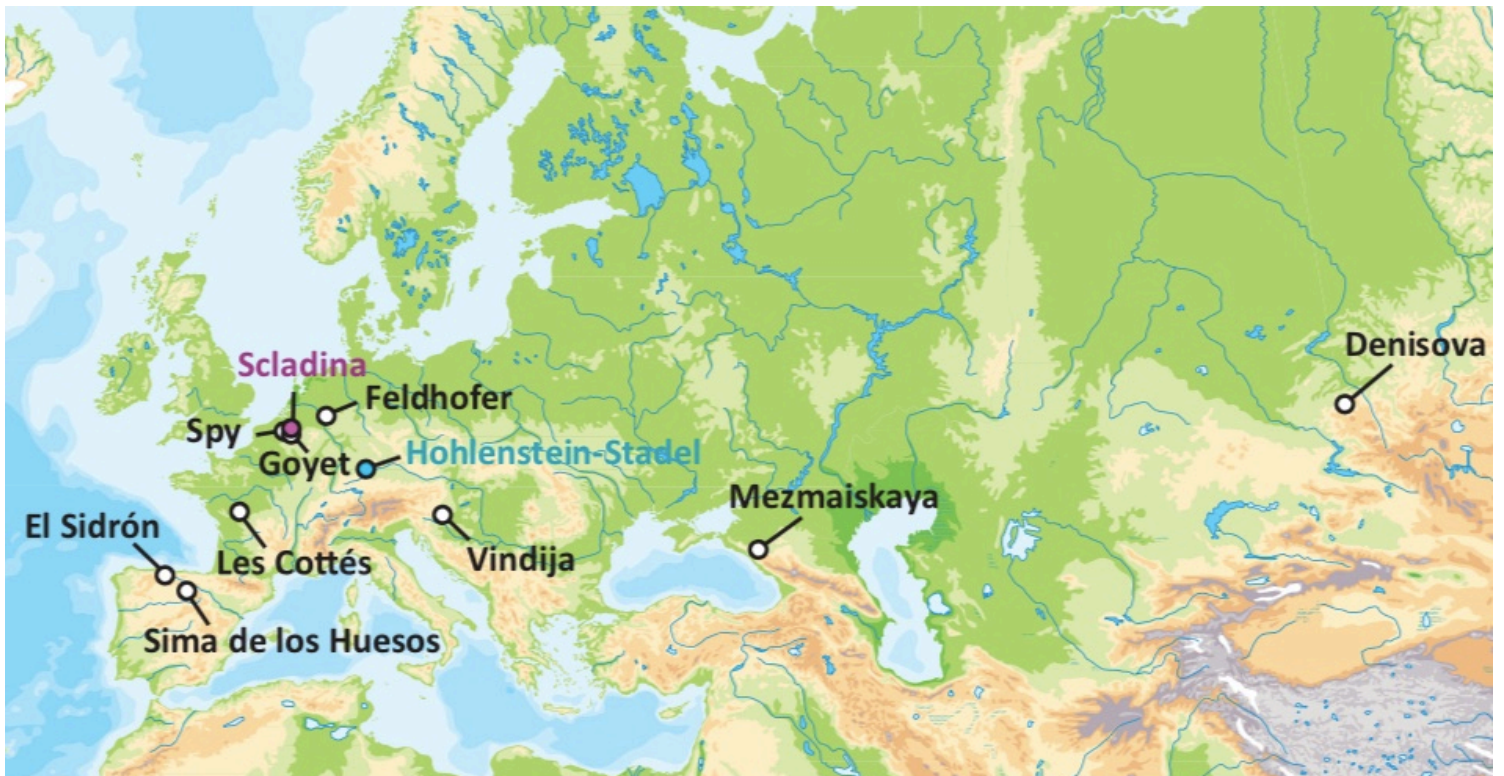 Denisova
Scladina
Feldhofer
Spy
Goyet
Hohlenstein-Stadel
Mezmaiskaya
El Sidrón
Les Cottés
Vindija
Sima de los Huesos